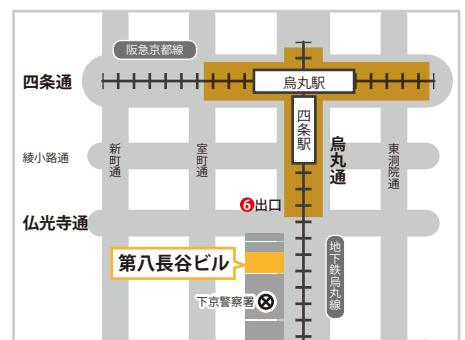 阪急京都線
四条通
烏丸駅
四条駅
烏丸通
綾小路通
新町通
室町通
東洞院通
6出口
仏光寺通
第八長谷ビル
地下鉄烏丸線
下京警察署